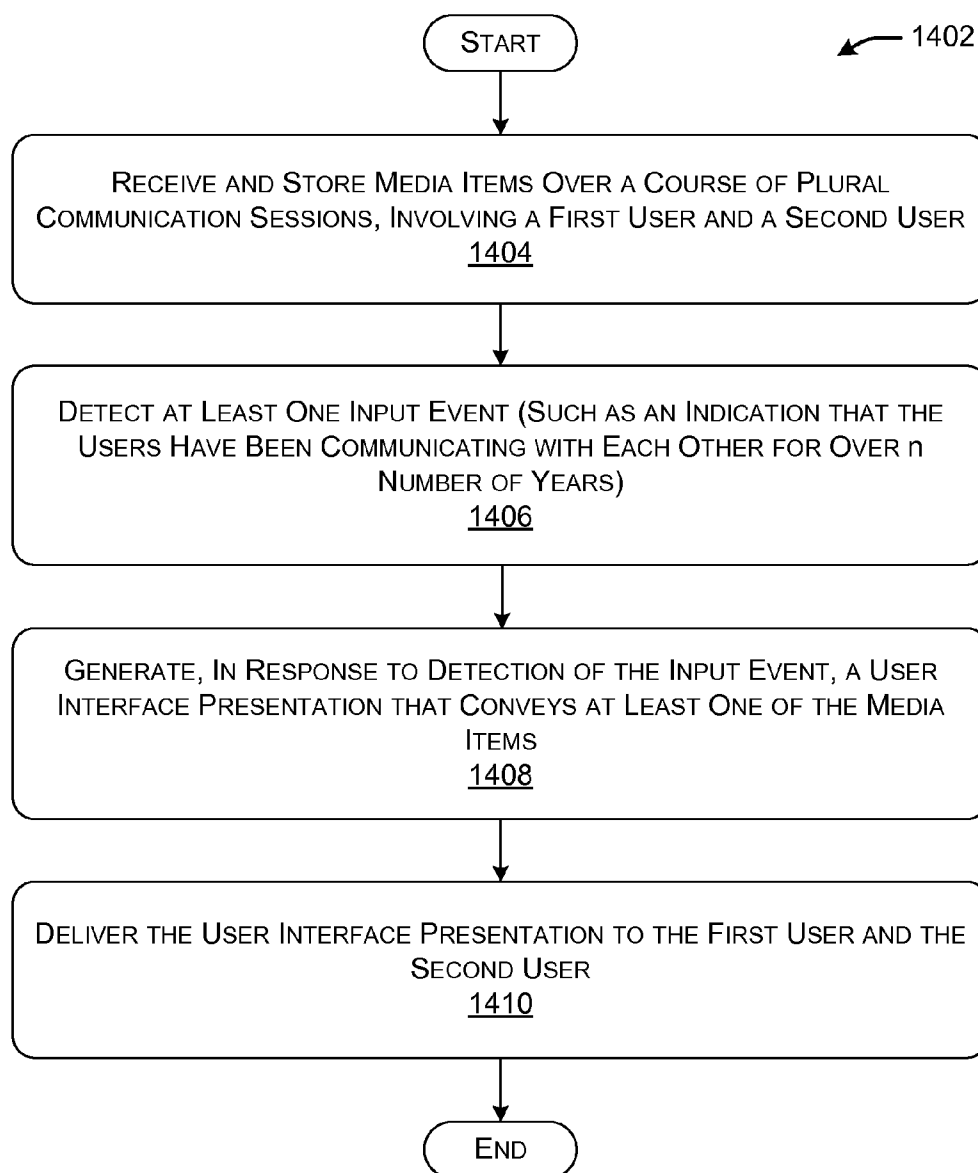 START
1402
RECEIVE AND STORE MEDIA ITEMS OVER A COURSE OF PLURAL
COMMUNICATION SESSIONS, INVOLVING A FIRST USER AND A SECOND USER
1404
DETECT AT LEAST ONE INPUT EVENT (SUCH AS AN INDICATION THAT THE
USERS HAVE BEEN COMMUNICATING WITH EACH OTHER FOR OVER n
NUMBER OF YEARS)
1406
GENERATE, IN RESPONSE TO DETECTION OF THE INPUT EVENT, A USER
INTERFACE PRESENTATION THAT CONVEYS AT LEAST ONE OF THE MEDIA
ITEMS
1408
DELIVER THE USER INTERFACE PRESENTATION TO THE FIRST USER AND THE
SECOND USER
1410
END